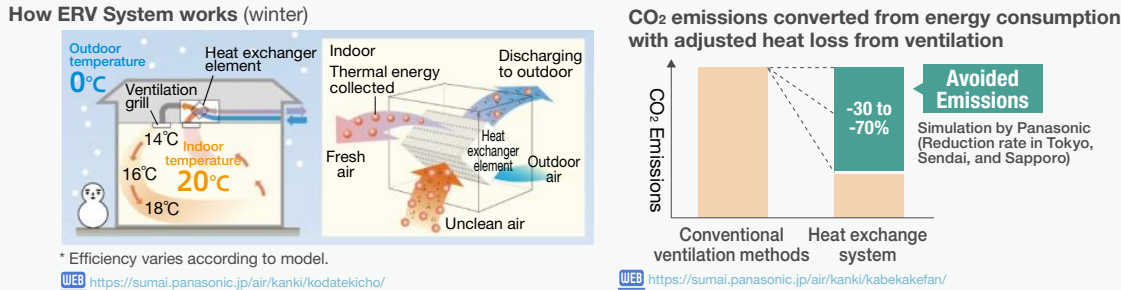 How ERV System works (winter)
Outdoor
temperature
0℃
Heat exchanger
element
Ventilation
grill
14℃
Indoor
temperature
20℃
16℃
18℃
Indoor
Thermal energy
collected
Discharging
to outdoor
Heat
exchanger
element
Fresh
air
Outdoor
air
Unclean air
* Efficiency varies according to model.
WEB https://sumai.panasonic.jp/air/kanki/kodatekicho/
CO2 emissions converted from energy consumption
with adjusted heat loss from ventilation
CO2 Emissions
-30 to
-70%
Avoided
Emissions
Simulation by Panasonic
(Reduction rate in Tokyo,
Sendai, and Sapporo)
Conventional
ventilation methods
Heat exchange
system
WEB https://sumai.panasonic.jp/air/kanki/kabekakefan/